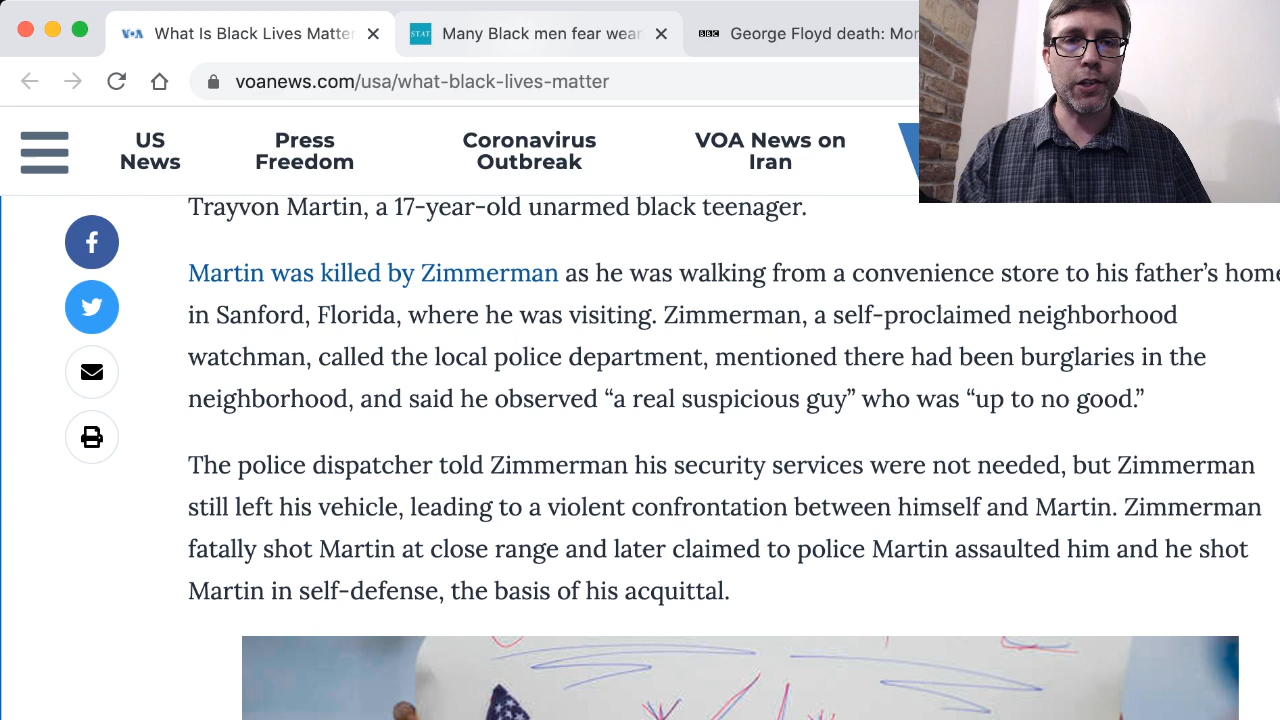 VOA What Is Black Lives Matter
STAT Many Black men fear wear
BBC George Floyd death: Mor
voanews.com/usa/what-black-lives-matter
US News
Press Freedom
Coronavirus Outbreak
VOA News on Iran
Trayvon Martin, a 17-year-old unarmed black teenager.
Martin was killed by Zimmerman as he was walking from a convenience store to his father’s home
in Sanford, Florida, where he was visiting. Zimmerman, a self-proclaimed neighborhood
watchman, called the local police department, mentioned there had been burglaries in the
neighborhood, and said he observed “a real suspicious guy” who was “up to no good.”
The police dispatcher told Zimmerman his security services were not needed, but Zimmerman
still left his vehicle, leading to a violent confrontation between himself and Martin. Zimmerman
fatally shot Martin at close range and later claimed to police Martin assaulted him and he shot
Martin in self-defense, the basis of his acquittal.